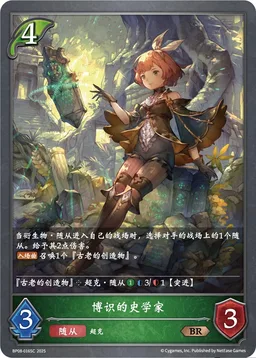 4
当衍生物·随从进入自己的战场时,选择对手的战场上的1个随
从。给予其2点伤害。
入场曲 召唤1个『古老的创造物』。
『古老的创造物』 超克·随从 1 3 1【突进】
博识的史学家
3
随从 超克
BR
3
2025
© Cygames, Inc. Published by NetEase Games